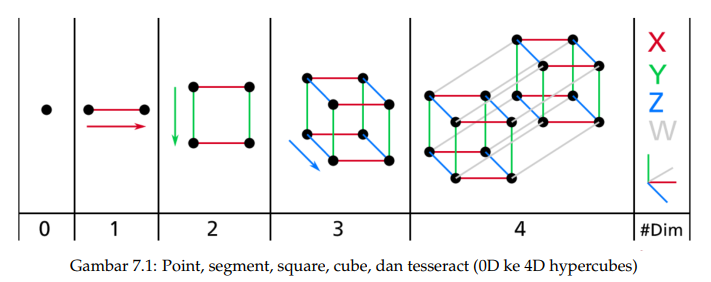 X
Y
Z
W
0 1 2 3 4 #Dim
Gambar 7.1: Point, segment, square, cube, dan tesseract (0D ke 4D hypercubes)